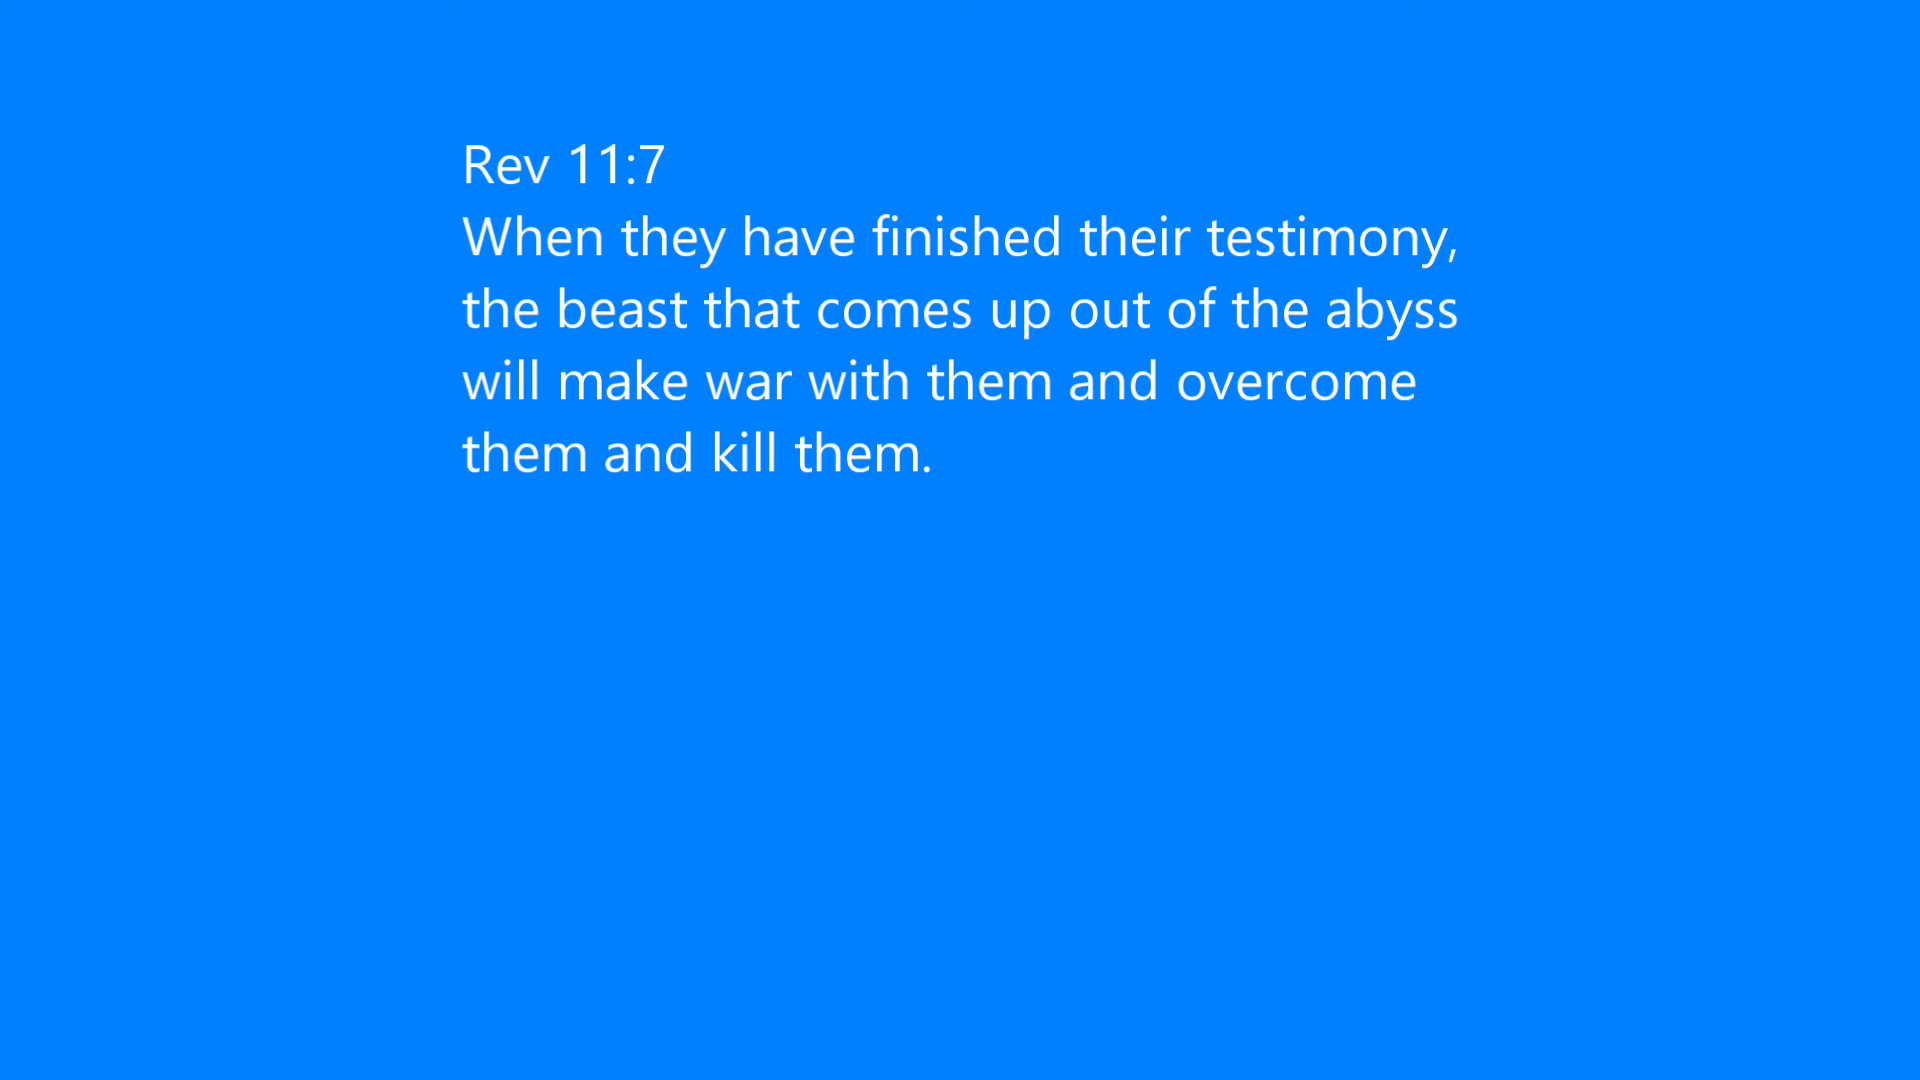 Rev 11:7
When they have finished their testimony,
the beast that comes up out of the abyss
will make war with them and overcome
them and kill them.